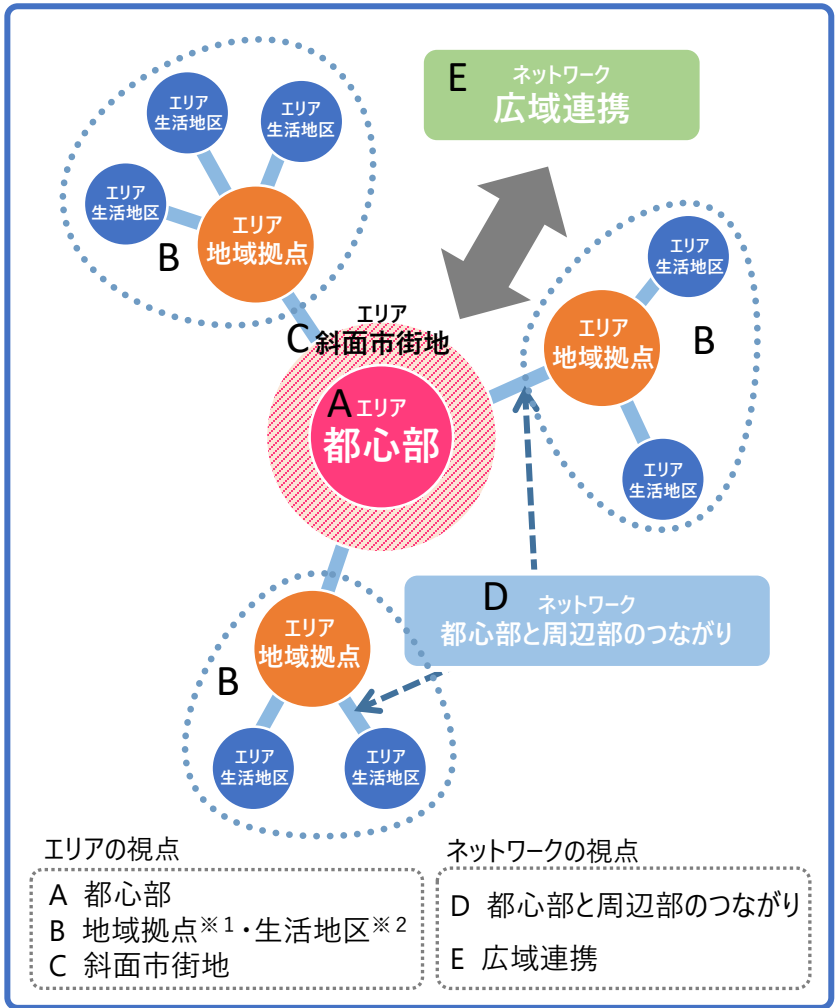 E
ネットワーク
広域連携
エリア
生活地区
エリア
生活地区
エリア
生活地区
B
エリア
地域拠点
エリア
生活地区
エリア
地域拠点
B
エリア
生活地区
C
エリア
斜面市街地
A
エリア
都心部
D
ネットワーク
都心部と周辺部のつながり
エリア
地域拠点
B
エリア
生活地区
エリア
生活地区
エリアの視点
A 都心部
B 地域拠点※1・生活地区※2
C 斜面市街地
ネットワークの視点
D 都心部と周辺部のつながり
E 広域連携